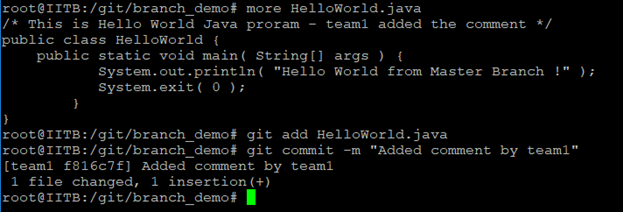 root@IITB:/git/branch_demo# more HelloWorld.java
/* This is Hello World Java proram - team1 added the comment */
public class HelloWorld {
    public static void main( String[] args ) {
           System.out.println( "Hello World from Master Branch !" );
           System.exit( 0 );
        }
}
root@IITB:/git/branch_demo# git add HelloWorld.java
root@IITB:/git/branch_demo# git commit -m "Added comment by team1"
[team1 f816c7f] Added comment by team1
 1 file changed, 1 insertion(+)
root@IITB:/git/branch_demo#